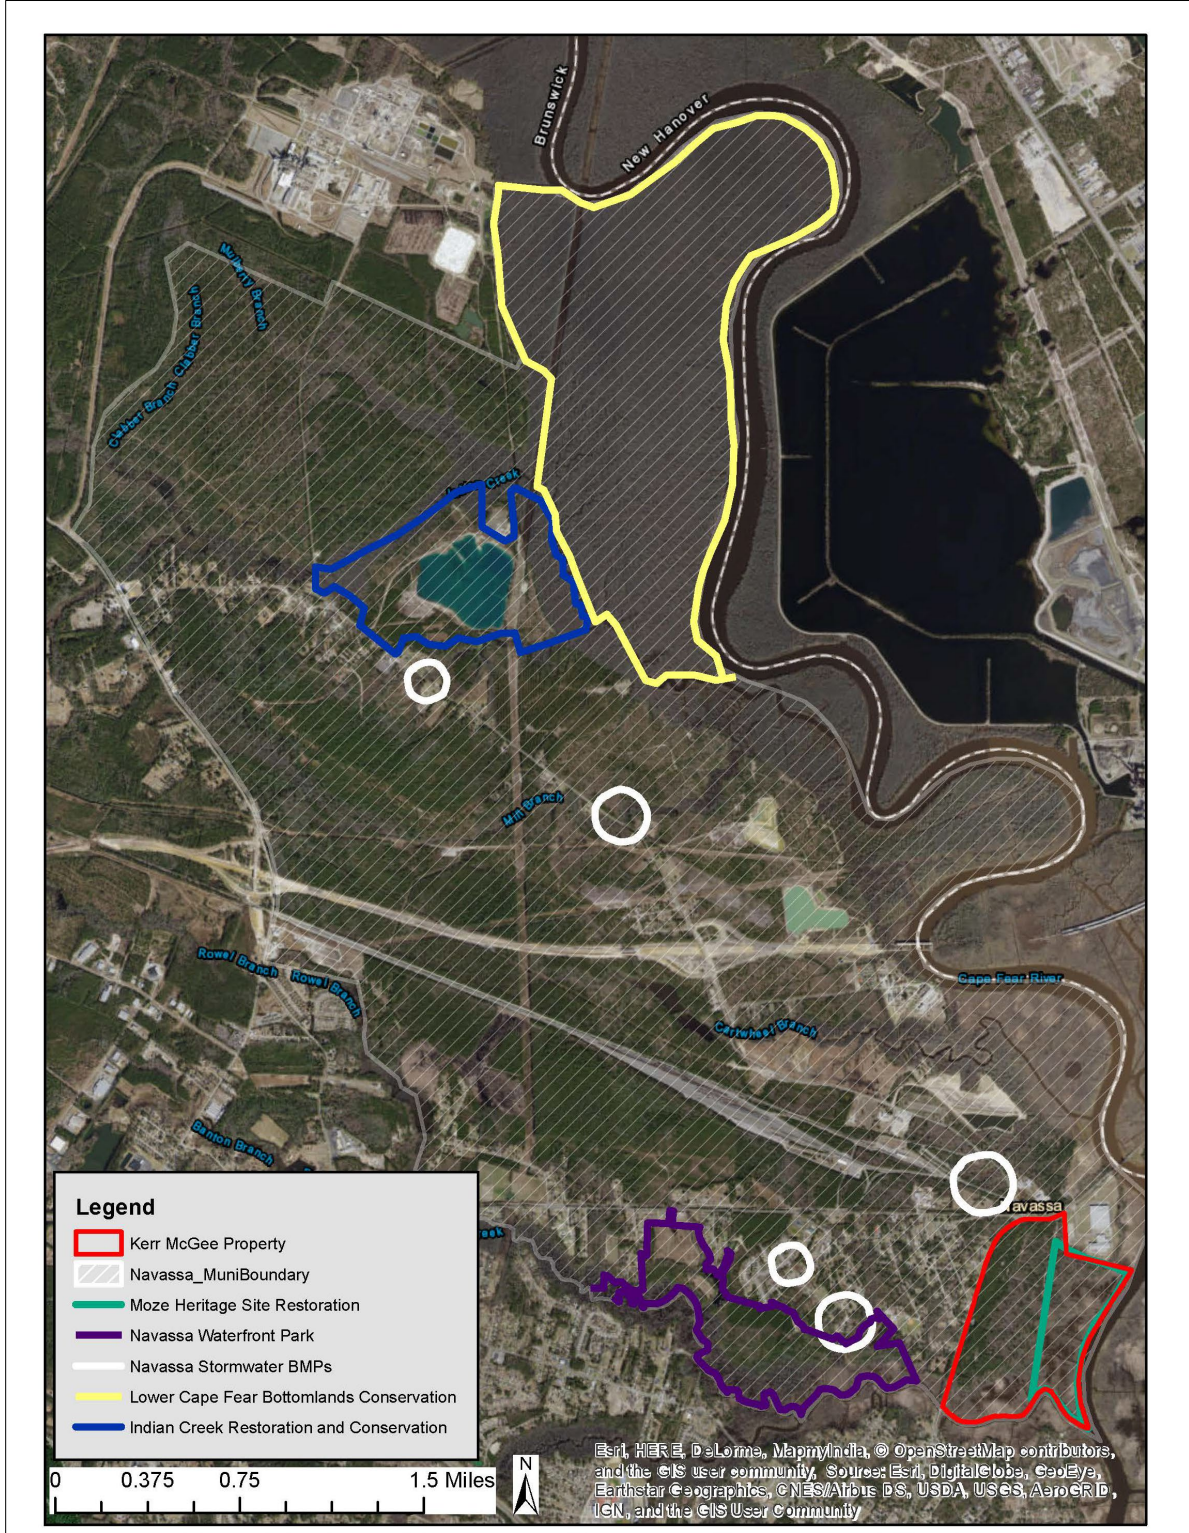 Brunswick
New Hanover
Mulberry Branch
Clabber Branch Clabber Branch
Creek
Mill Branch
Rowel Branch Rowel Branch
Cape Fear River
Cartwheel Branch
Banton Branch
Navassa
Legend
Kerr McGee Property
Navassa_MuniBoundary
Moze Heritage Site Restoration
Navassa Waterfront Park
Navassa Stormwater BMPs
Lower Cape Fear Bottomlands Conservation
Indian Creek Restoration and Conservation
0 0.375 0.75 1.5 Miles
N
Esri, HERE, DeLorme, MapmyIndia, © OpenStreetMap contributors,
and the GIS user community, Source: Esri, DigitalGlobe, GeoEye,
Earthstar Geographics, CNES/Airbus DS, USDA, USGS, AeroGRID,
IGN, and the GIS User Community